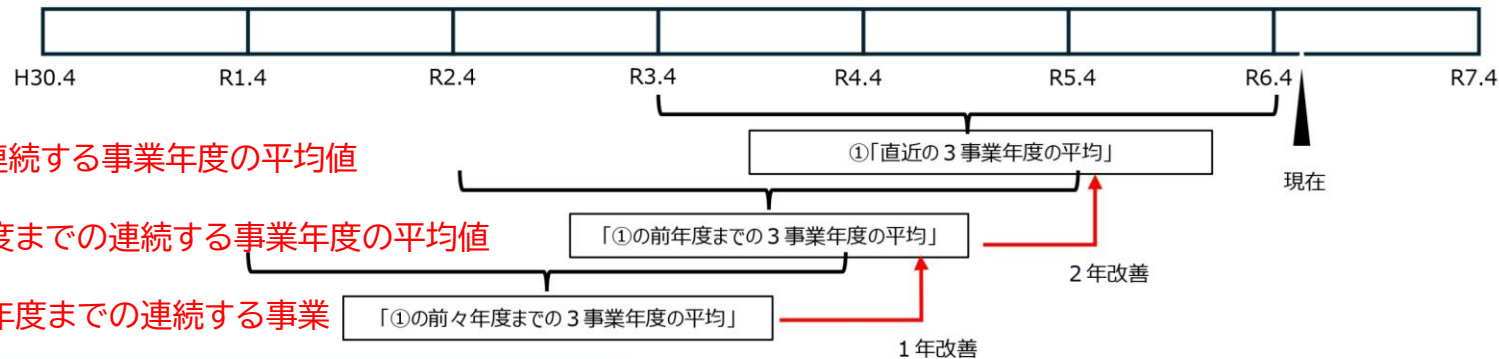 H30.4 R1.4 R2.4 R3.4 R4.4 R5.4 R6.4 R7.4
連続する事業年度の平均値
①「直近の3事業年度の平均」
現在
度までの連続する事業年度の平均値
「①の前年度までの3事業年度の平均」
2年改善
年度までの連続する事業
「①の前々年度までの3事業年度の平均」
1年改善